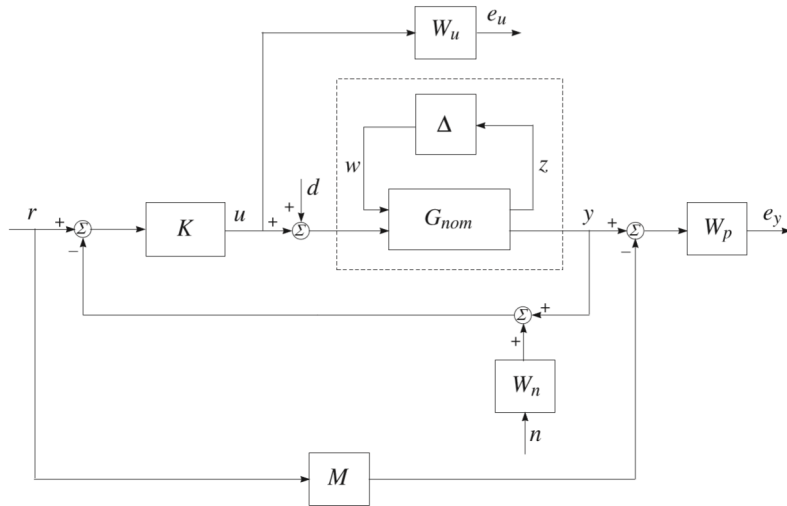 W_u e_u
Δ
w z
d
r + Σ K u + + Σ G_nom y + Σ W_p e_y
− −
Σ +
+
W_n
n
M